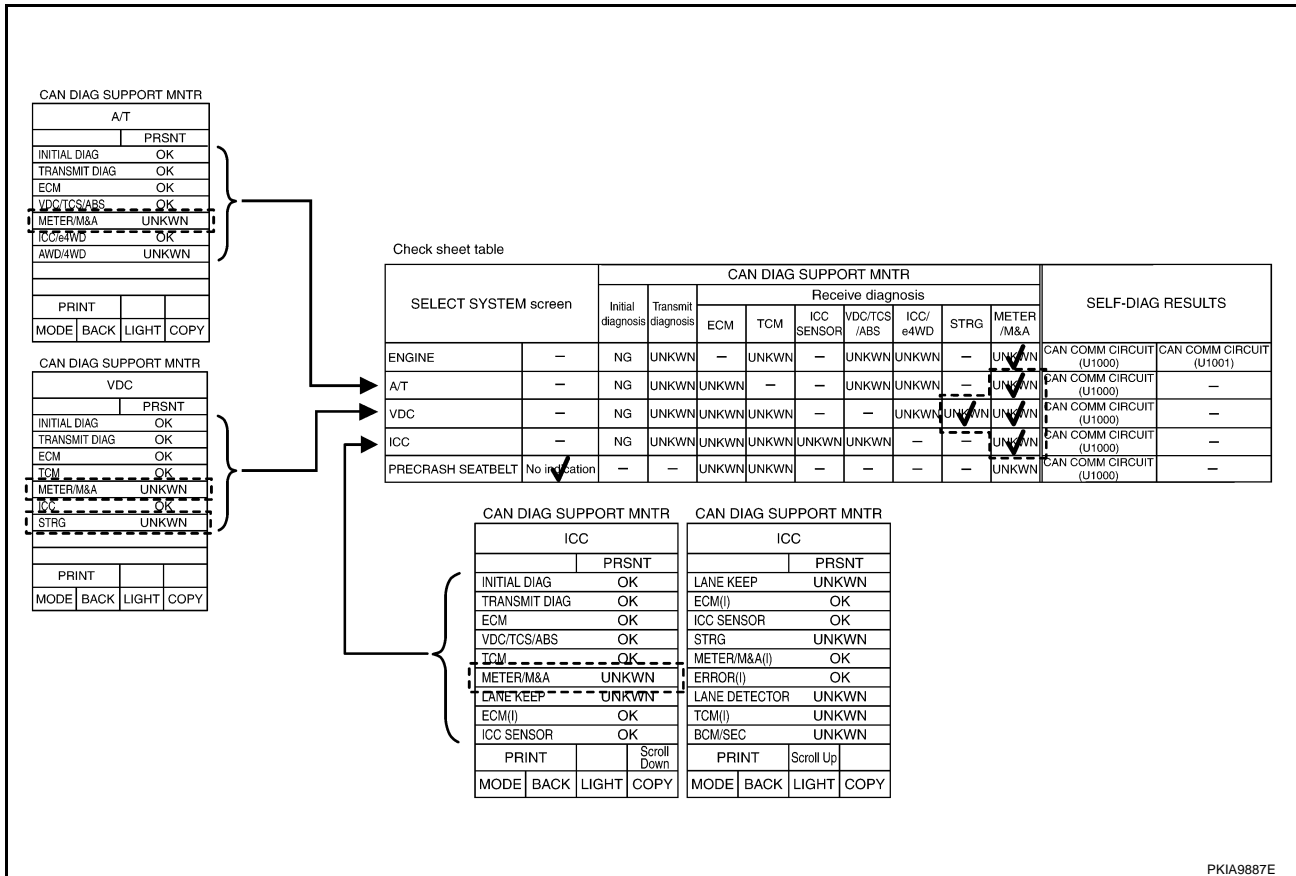 CAN DIAG SUPPORT MNTR
A/T
PRSNT
INITIAL DIAG OK
TRANSMIT DIAG OK
ECM OK
VDC/TCS/ABS OK
METER/M&A UNKWN
ICC/e4WD OK
AWD/4WD UNKWN
PRINT
MODE BACK LIGHT COPY
CAN DIAG SUPPORT MNTR
VDC
PRSNT
INITIAL DIAG OK
TRANSMIT DIAG OK
ECM OK
TCM OK
METER/M&A UNKWN
ICC OK
STRG UNKWN
PRINT
MODE BACK LIGHT COPY
Check sheet table
SELECT SYSTEM screen
CAN DIAG SUPPORT MNTR
SELF-DIAG RESULTS
Initial diagnosis
Transmit diagnosis
Receive diagnosis
ECM TCM ICC SENSOR VDC/TCS /ABS ICC/ e4WD STRG METER /M&A
ENGINE — NG UNKWN — UNKWN — UNKWN UNKWN — UNKWN CAN COMM CIRCUIT (U1000) CAN COMM CIRCUIT (U1001)
A/T — NG UNKWN UNKWN — — UNKWN UNKWN — UNKWN CAN COMM CIRCUIT (U1000) —
VDC — NG UNKWN UNKWN UNKWN — — UNKWN UNKWN UNKWN CAN COMM CIRCUIT (U1000) —
ICC — NG UNKWN UNKWN UNKWN UNKWN UNKWN — — UNKWN CAN COMM CIRCUIT (U1000) —
PRECRASH SEATBELT No indication — — UNKWN UNKWN — — — — UNKWN CAN COMM CIRCUIT (U1000) —
CAN DIAG SUPPORT MNTR
ICC
PRSNT
INITIAL DIAG OK
TRANSMIT DIAG OK
ECM OK
VDC/TCS/ABS OK
TCM OK
METER/M&A UNKWN
LANE KEEP UNKWN
ECM(I) OK
ICC SENSOR OK
PRINT Scroll Down
MODE BACK LIGHT COPY
CAN DIAG SUPPORT MNTR
ICC
PRSNT
LANE KEEP UNKWN
ECM(I) OK
ICC SENSOR OK
STRG UNKWN
METER/M&A(I) OK
ERROR(I) OK
LANE DETECTOR UNKWN
TCM(I) UNKWN
BCM/SEC UNKWN
PRINT Scroll Up
MODE BACK LIGHT COPY
PKIA9887E